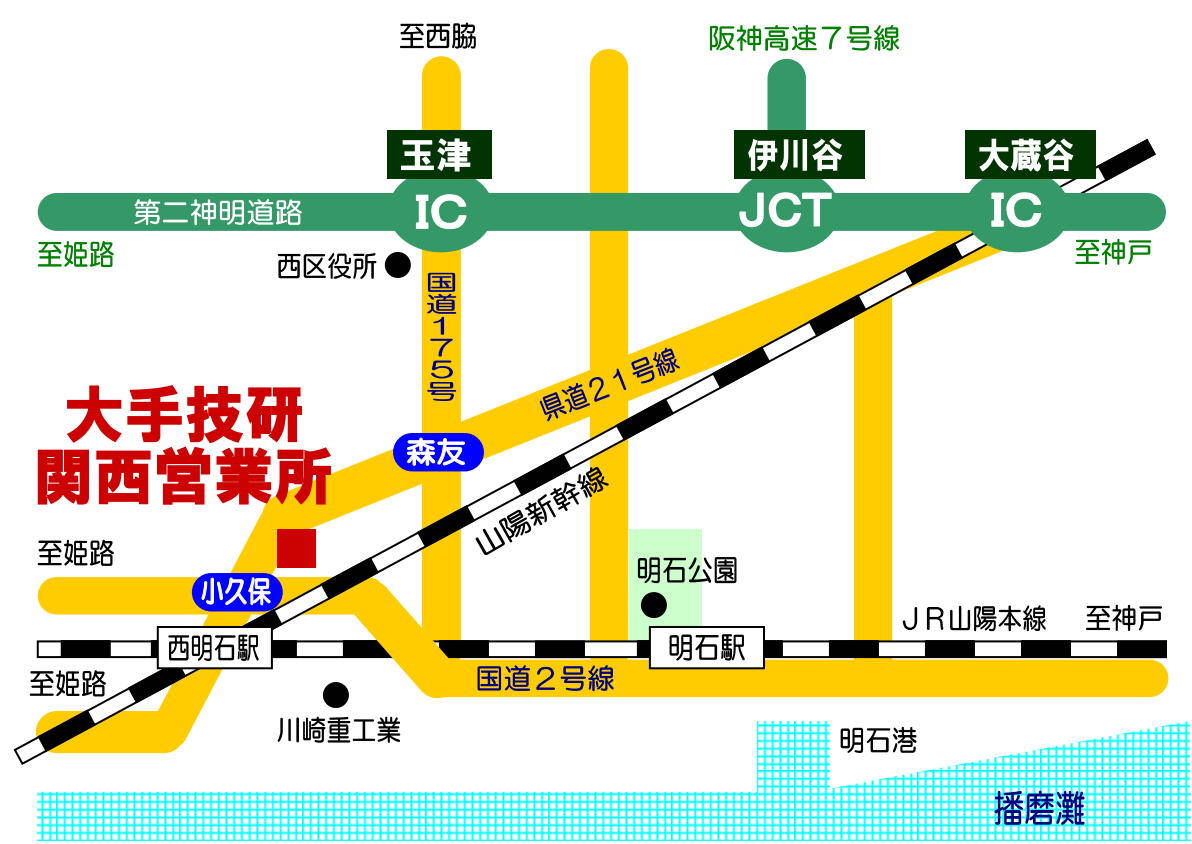 至西脇
阪神高速７号線
玉津
IC
伊川谷
JCT
大蔵谷
IC
第二神明道路
至姫路
至神戸
西区役所
国道175号
県道２１号線
大手技研
関西営業所
森友
山陽新幹線
至姫路
小久保
明石公園
ＪＲ山陽本線
至神戸
西明石駅
明石駅
至姫路
国道２号線
川崎重工業
明石港
播磨灘